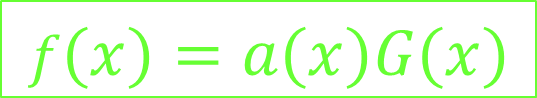 f(x) = a(x)G(x)